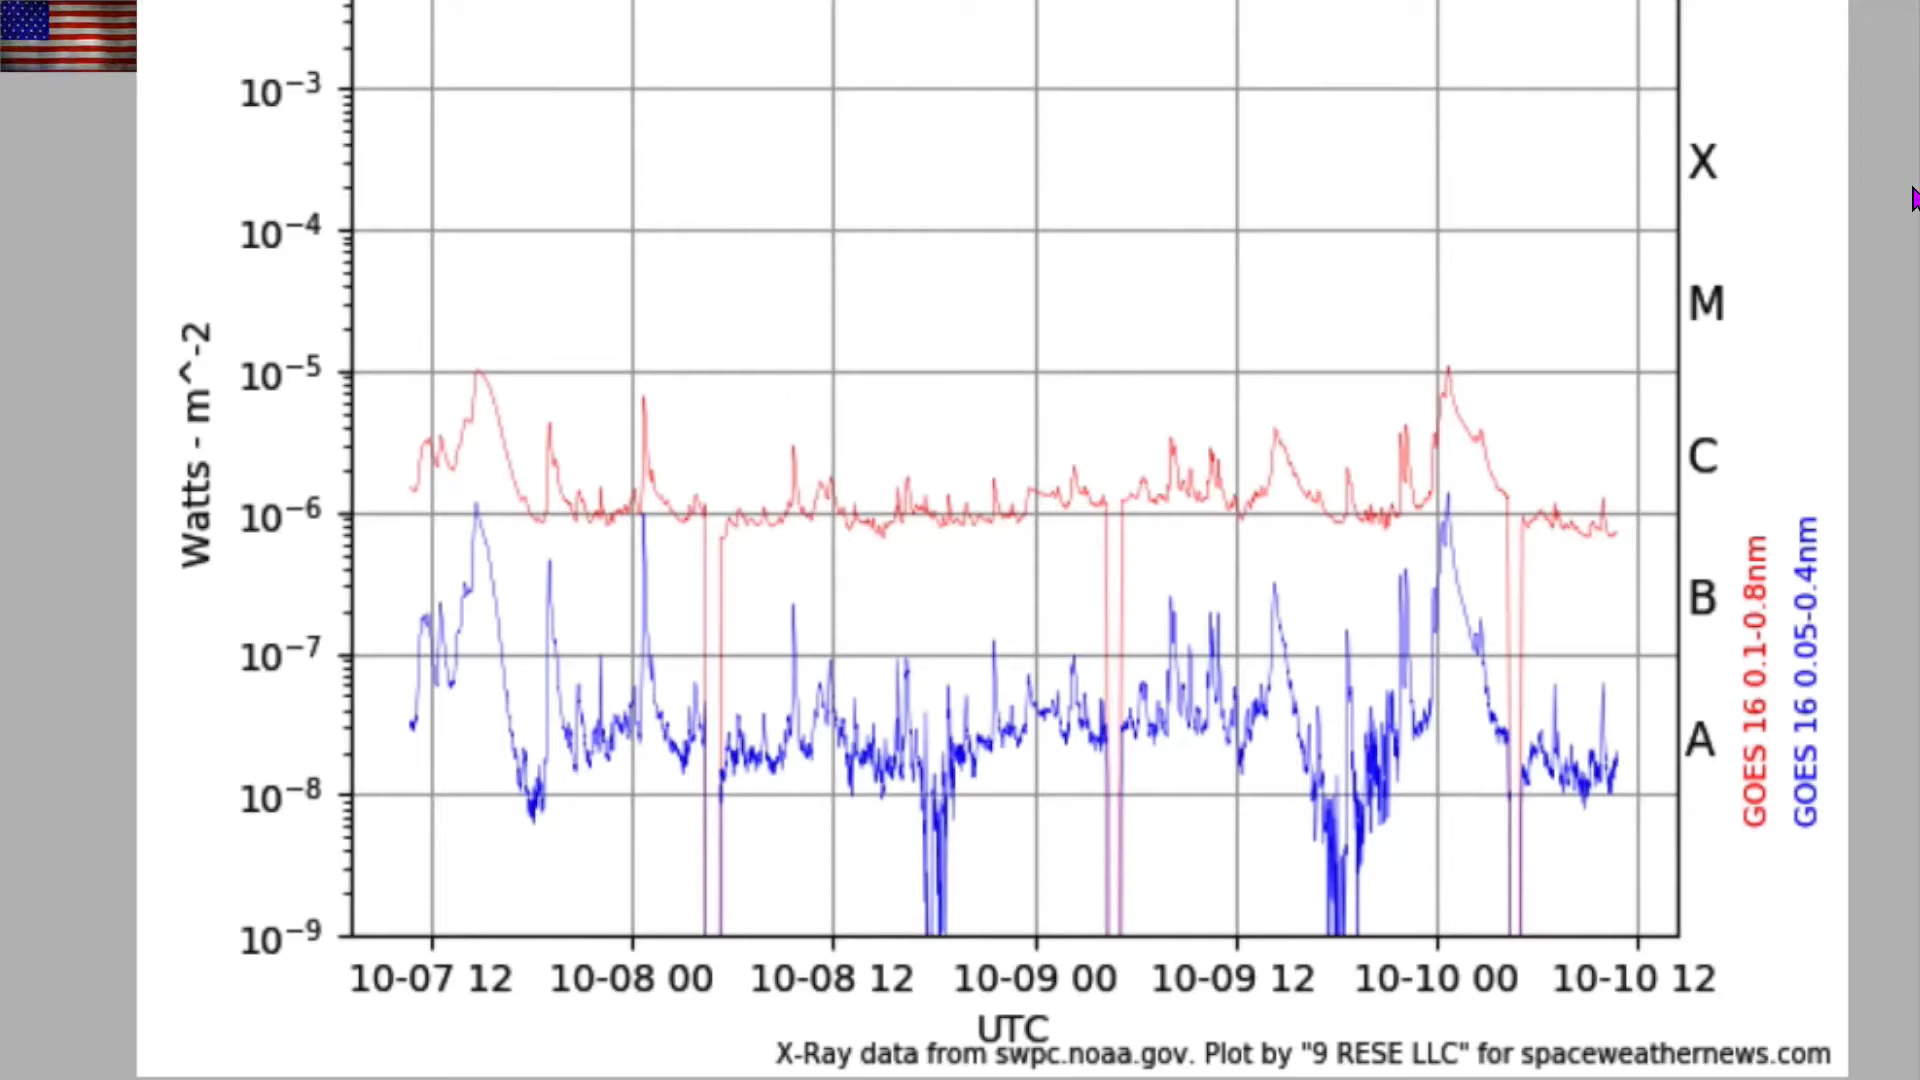 10−3
X
10−4
M
Watts - m^-2
10−5
C
10−6
B
GOES 16 0.1-0.8nm
GOES 16 0.05-0.4nm
10−7
A
10−8
10−9
10-07 12 10-08 00 10-08 12 10-09 00 10-09 12 10-10 00 10-10 12
UTC
X-Ray data from swpc.noaa.gov. Plot by "9 RESE LLC" for spaceweathernews.com